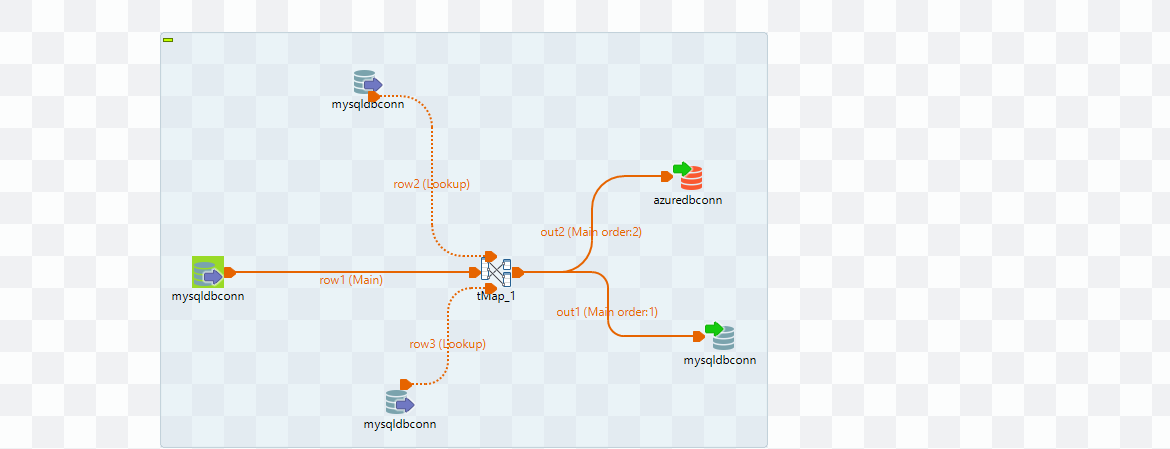 mysqldbconn
row2 (Lookup)
azuredbconn
out2 (Main order:2)
mysqldbconn
row1 (Main)
tMap_1
out1 (Main order:1)
row3 (Lookup)
mysqldbconn
mysqldbconn